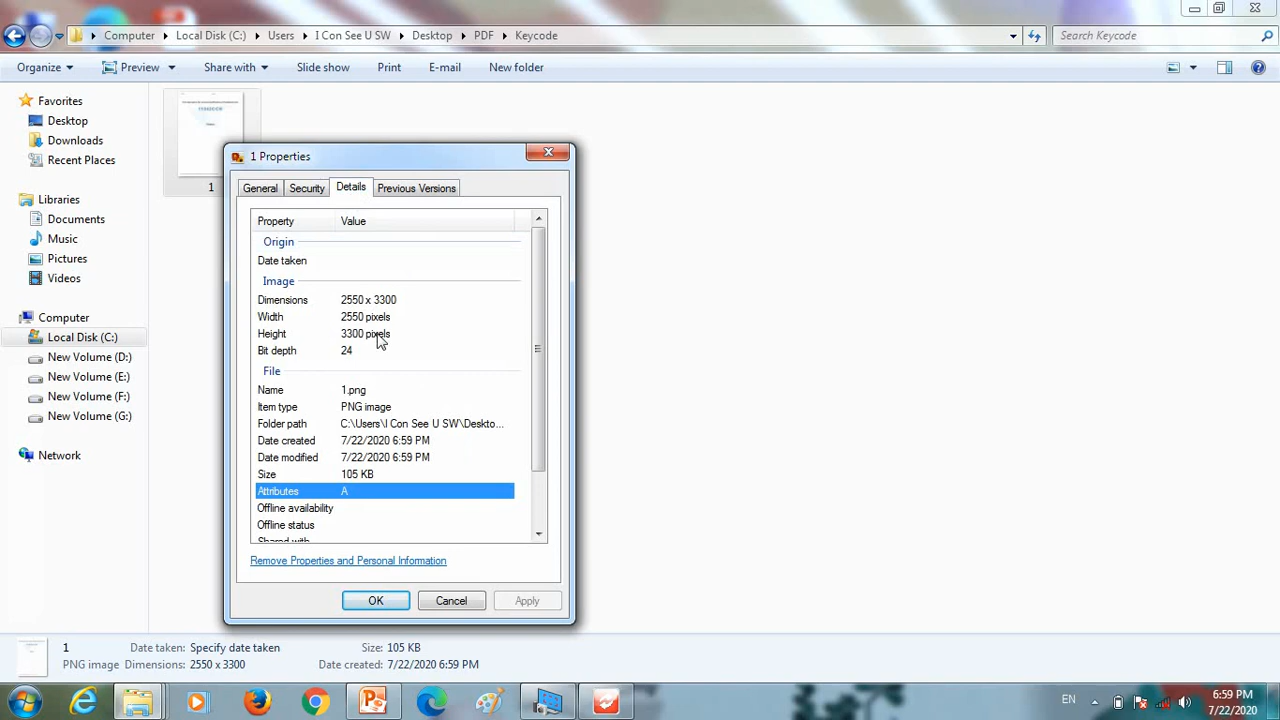 Computer Local Disk (C:) Users I Con See U SW Desktop PDF Keycode
Search Keycode
Organize Preview Share with Slide show Print E-mail New folder
Favorites
Desktop
Downloads
Recent Places
Libraries
Documents
Music
Pictures
Videos
Computer
Local Disk (C:)
New Volume (D:)
New Volume (E:)
New Volume (F:)
New Volume (G:)
Network
1
1 Properties
General Security Details Previous Versions
Property Value
Origin
Date taken
Image
Dimensions 2550 x 3300
Width 2550 pixels
Height 3300 pixels
Bit depth 24
File
Name 1.png
Item type PNG image
Folder path C:\Users\I Con See U SW\Deskto...
Date created 7/22/2020 6:59 PM
Date modified 7/22/2020 6:59 PM
Size 105 KB
Attributes A
Offline availability
Offline status
Shared with
Remove Properties and Personal Information
OK Cancel Apply
1 Date taken: Specify date taken Size: 105 KB
PNG image Dimensions: 2550 x 3300 Date created: 7/22/2020 6:59 PM
EN
6:59 PM
7/22/2020